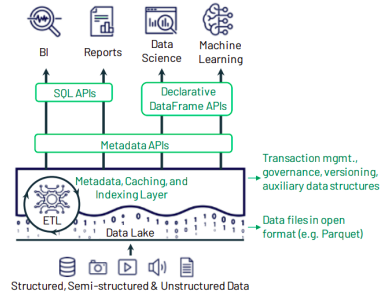 BI
Reports
Data
Science
Machine
Learning
SQL APIs
Declarative
DataFrame APIs
Metadata APIs
Transaction mgmt.,
governance, versioning,
auxiliary data structures
Metadata, Caching, and
Indexing Layer
ETL
Data files in open
format (e.g. Parquet)
Data Lake
Structured, Semi-structured & Unstructured Data